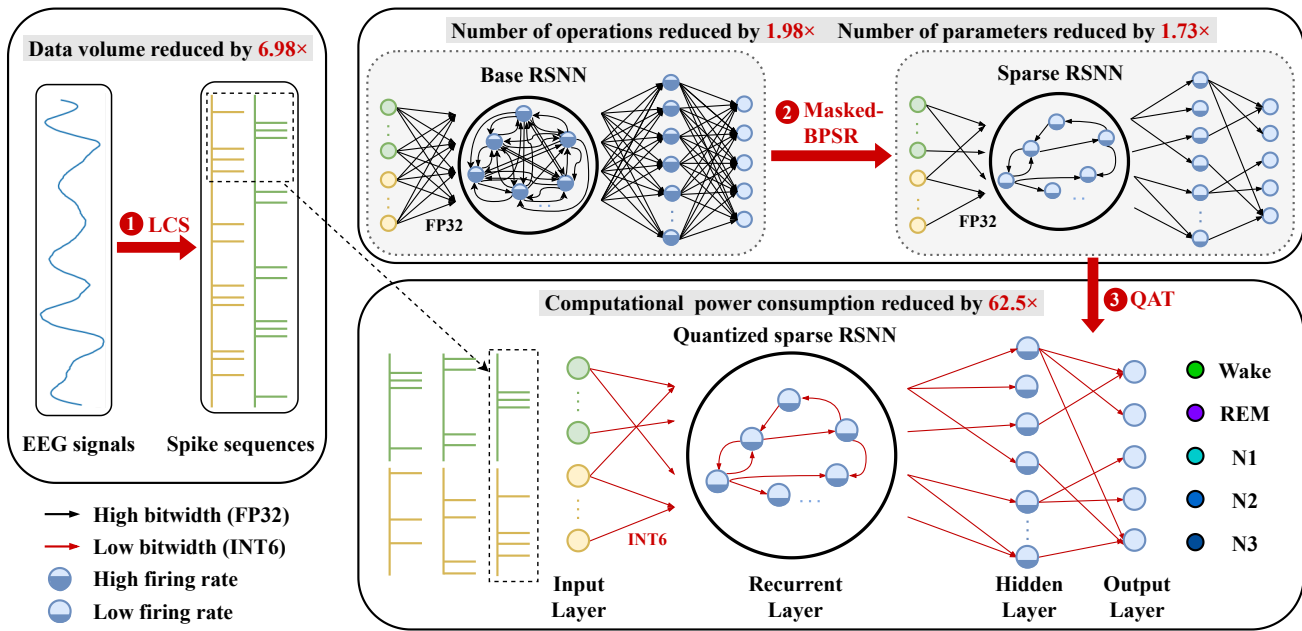 Data volume reduced by 6.98×
1 LCS
EEG signals
Spike sequences
High bitwidth (FP32)
Low bitwidth (INT6)
High firing rate
Low firing rate
Number of operations reduced by 1.98×
Number of parameters reduced by 1.73×
Base RSNN
FP32
2 Masked-
BPSR
Sparse RSNN
FP32
3 QAT
Computational power consumption reduced by 62.5×
Quantized sparse RSNN
INT6
Input
Layer
Recurrent
Layer
Hidden
Layer
Output
Layer
Wake
REM
N1
N2
N3